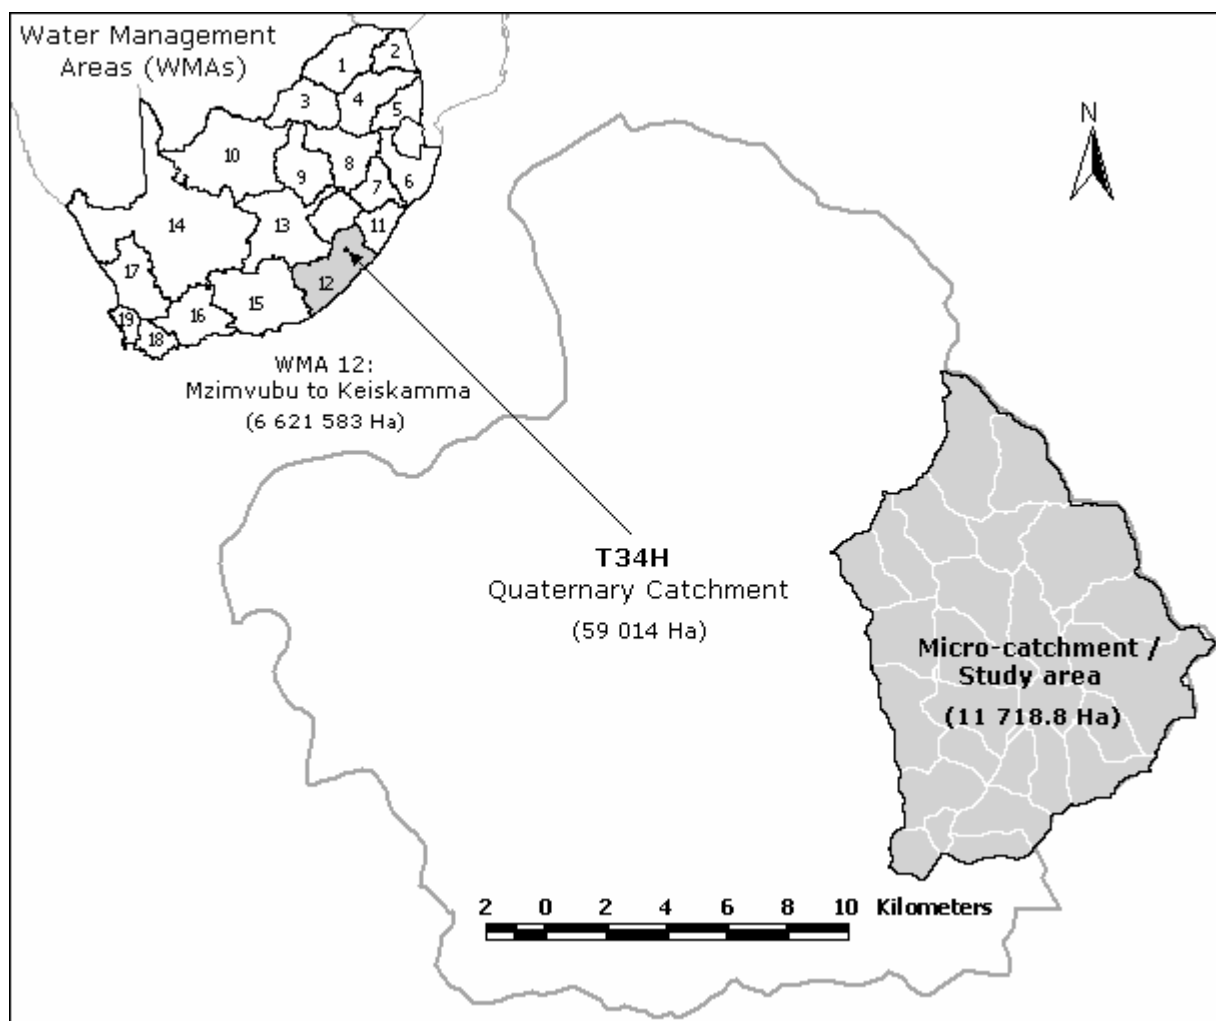 Water Management
Areas (WMAs)
1
2
3
4
5
10
9
8
7
6
14
13
11
17
12
15
16
19
18
N
WMA 12:
Mzimvubu to Keiskamma
(6 621 583 Ha)
T34H
Quaternary Catchment
(59 014 Ha)
Micro-catchment /
Study area
(11 718.8 Ha)
2 0 2 4 6 8 10 Kilometers